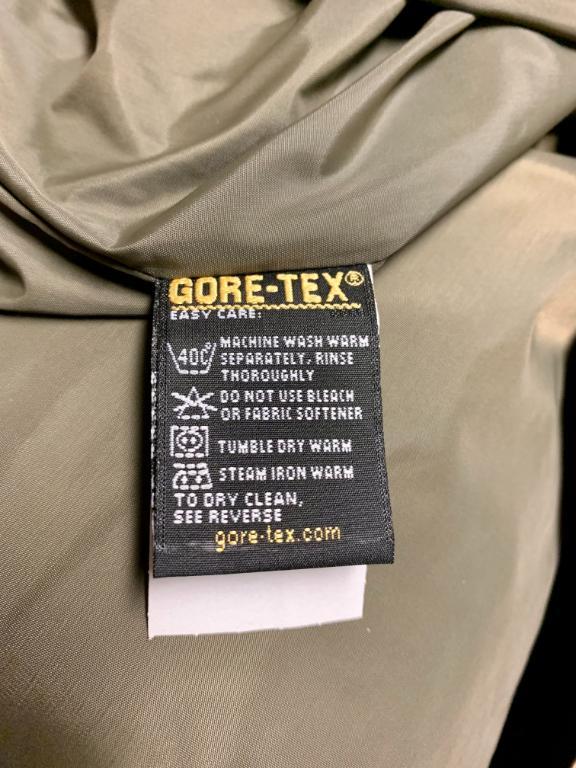 GORE-TEX®
EASY CARE:
40C
MACHINE WASH WARM
SEPARATELY, RINSE
THOROUGHLY
DO NOT USE BLEACH
OR FABRIC SOFTENER
TUMBLE DRY WARM
STEAM IRON WARM
TO DRY CLEAN,
SEE REVERSE
gore-tex.com